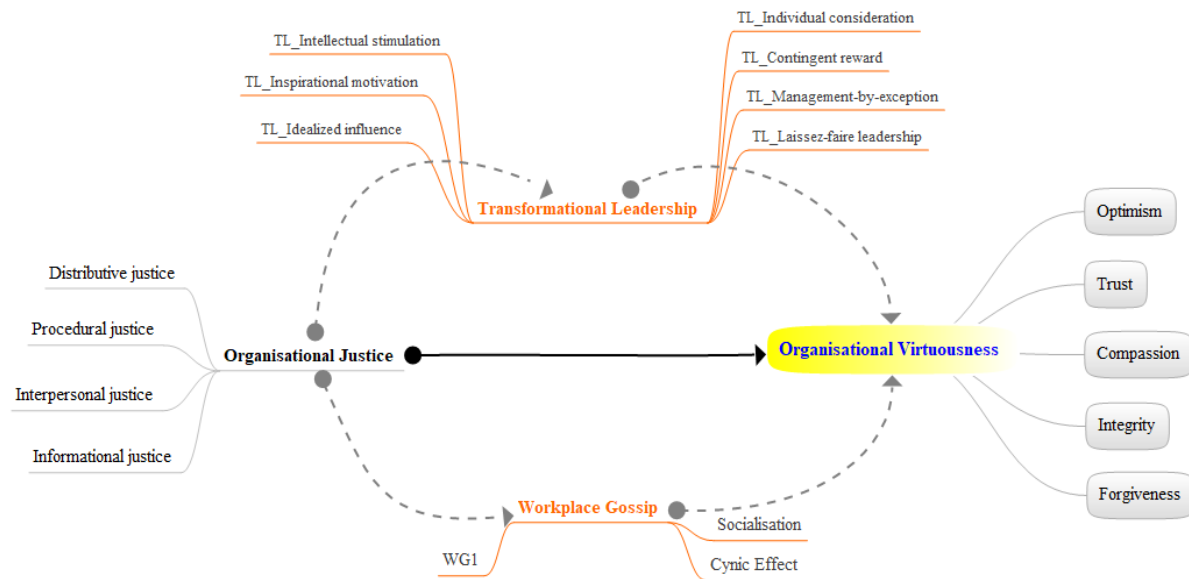 TL_Individual consideration
TL_Intellectual stimulation
TL_Contingent reward
TL_Inspirational motivation
TL_Management-by-exception
TL_Idealized influence
TL_Laissez-faire leadership
Transformational Leadership
Optimism
Distributive justice
Trust
Procedural justice
Organisational Justice
Organisational Virtuousness
Compassion
Interpersonal justice
Integrity
Informational justice
Forgiveness
Workplace Gossip
Socialisation
WG1
Cynic Effect